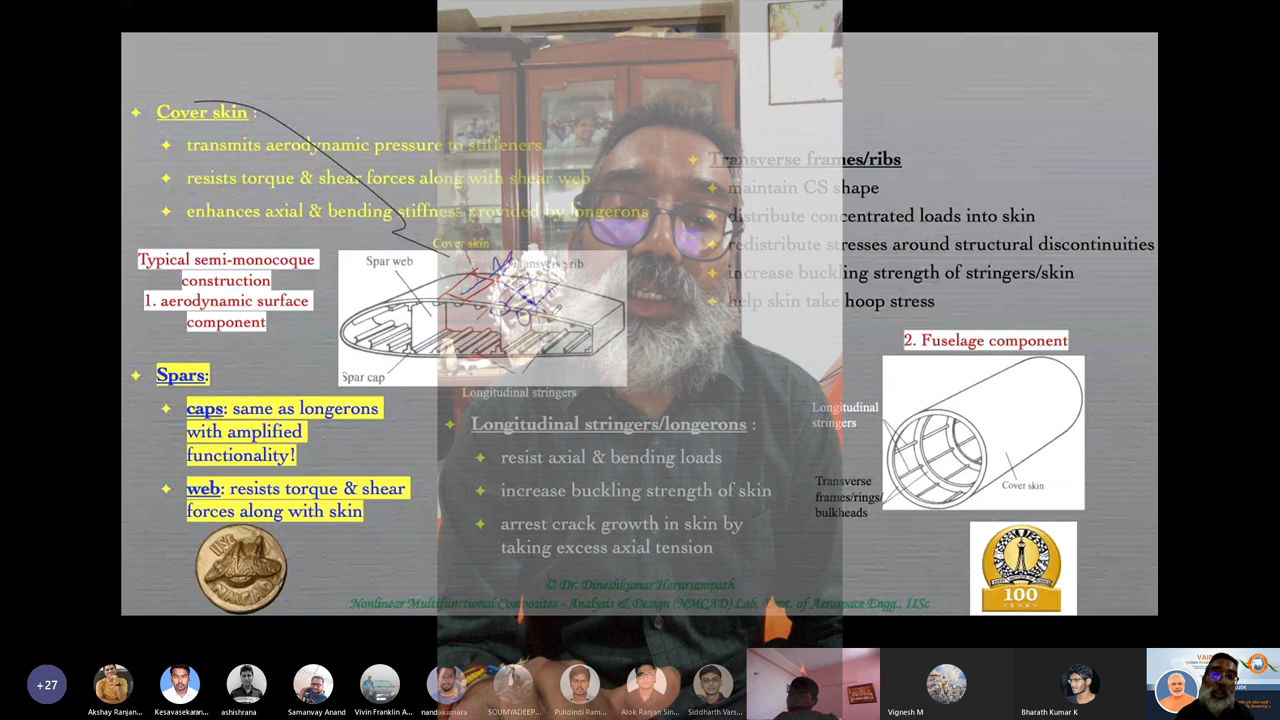 Cover skin :
transmits aerodynamic pressure to stiffeners
resists torque & shear forces along with shear web
enhances axial & bending stiffness provided by longerons
Typical semi-monocoque
construction
1. aerodynamic surface
component
Cover skin
Spar web
Transverse rib
Spar cap
Longitudinal stringers
Spars:
caps: same as longerons
with amplified
functionality!
web: resists torque & shear
forces along with skin
Longitudinal stringers/longerons :
resist axial & bending loads
increase buckling strength of skin
arrest crack growth in skin by
taking excess axial tension
Transverse frames/ribs
maintain CS shape
distribute concentrated loads into skin
redistribute stresses around structural discontinuities
increase buckling strength of stringers/skin
help skin take hoop stress
2. Fuselage component
Longitudinal
stringers
Transverse
frames/rings/
bulkheads
Cover skin
100
YEARS
© Dr. Dineshkumar Harursampath
Nonlinear Multifunctional Composites - Analysis & Design (NMCAD) Lab, Dept. of Aerospace Engg., IISc
+27
Akshay Ranjan...
Kesavasekaran...
ashishrana
Samanvay Anand
Vivin Franklin A...
nandakumara
SOUMYADEEP...
Pulidindi Ram...
Alok Ranjan Sin...
Siddharth Vars...
Vignesh M
Bharath Kumar K